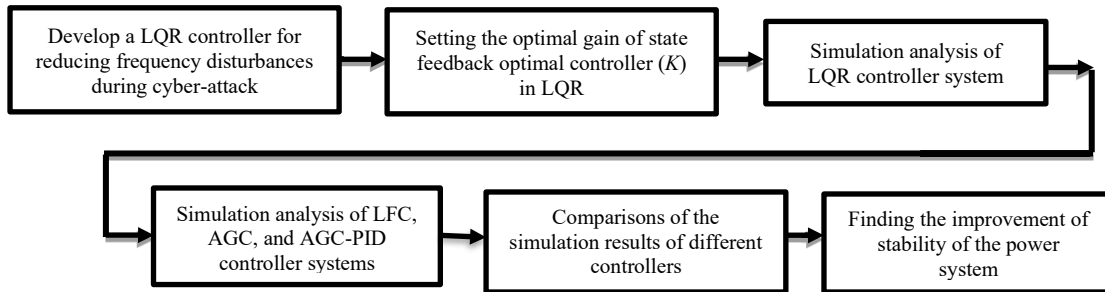 Develop a LQR controller for
reducing frequency disturbances
during cyber-attack
Setting the optimal gain of state
feedback optimal controller (K)
in LQR
Simulation analysis of
LQR controller system
Simulation analysis of LFC,
AGC, and AGC-PID
controller systems
Comparisons of the
simulation results of different
controllers
Finding the improvement of
stability of the power
system